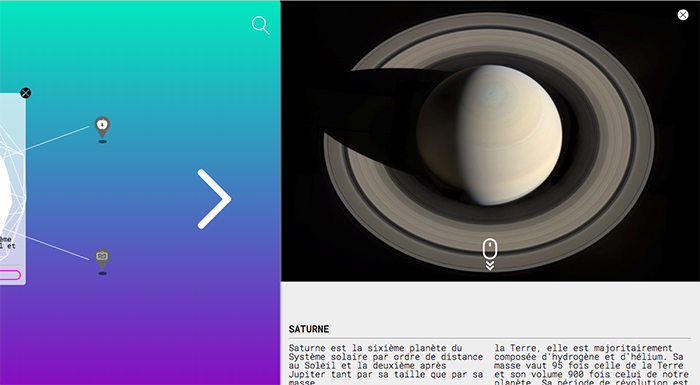 ème
l et
SATURNE
Saturne est la sixième planète du
Système solaire par ordre de distance
au Soleil et la deuxième après
Jupiter tant par sa taille que par sa
masse
la Terre, elle est majoritairement
composée d'hydrogène et d'hélium. Sa
masse vaut 95 fois celle de la Terre
et son volume 900 fois celui de notre
planète. Sa période de révolution est